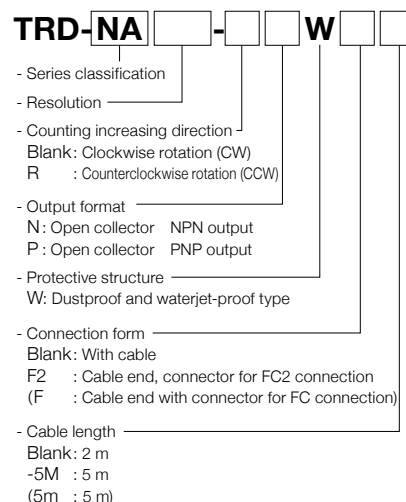 TRD-NA - W
- Series classification
- Resolution
- Counting increasing direction
Blank: Clockwise rotation (CW)
R : Counterclockwise rotation (CCW)
- Output format
N: Open collector NPN output
P: Open collector PNP output
- Protective structure
W: Dustproof and waterjet-proof type
- Connection form
Blank: With cable
F2 : Cable end, connector for FC2 connection
(F : Cable end with connector for FC connection)
- Cable length
Blank: 2 m
-5M : 5 m
(5m : 5 m)